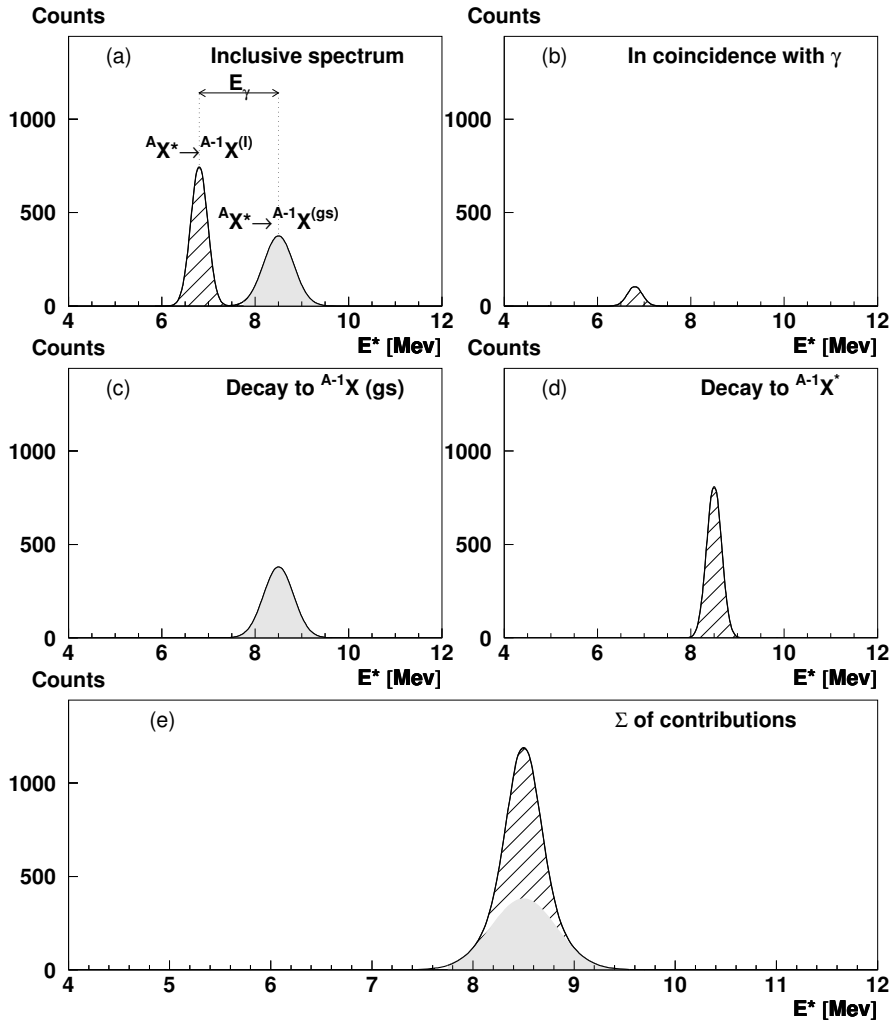 Counts Counts
(a) Inclusive spectrum (b) In coincidence with γ
Eγ
1000 1000
AX*→A-1X(I)
500 500
AX*→A-1X(gs)
0 0
4 6 8 10 12 4 6 8 10 12
E* [Mev] E* [Mev]
Counts Counts
(c) Decay to A-1X (gs) (d) Decay to A-1X*
1000 1000
500 500
0 0
4 6 8 10 12 4 6 8 10 12
E* [Mev] E* [Mev]
Counts
(e) Σ of contributions
1000
500
0
4 5 6 7 8 9 10 11 12
E* [Mev]